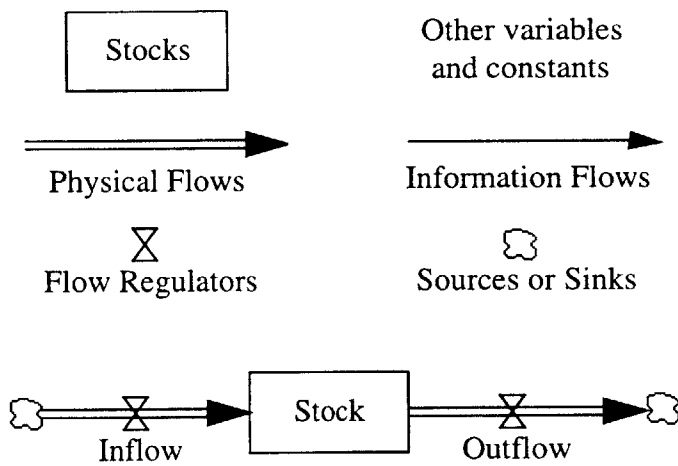 Stocks
Other variables
and constants
Physical Flows
Information Flows
Flow Regulators
Sources or Sinks
Stock
Inflow
Outflow